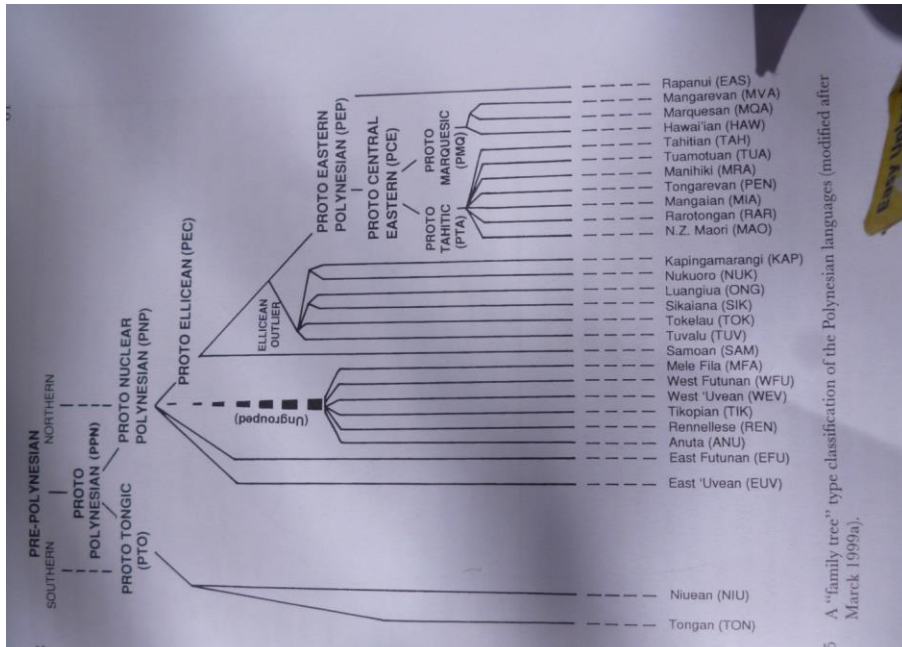 PRE-POLYNESIAN
SOUTHERN
NORTHERN
PROTO
POLYNESIAN (PPN)
PROTO TONGIC
(PTO)
PROTO NUCLEAR
POLYNESIAN (PNP)
PROTO ELLICEAN (PEC)
(Ungrouped)
ELLICEAN
OUTLIER
PROTO EASTERN
POLYNESIAN (PEP)
PROTO CENTRAL
EASTERN (PCE)
PROTO
TAHITIC
(PTA)
PROTO
MARQUESIC
(PMQ)
Rapanui (EAS)
Mangarevan (MVA)
Marquesan (MQA)
Hawai'ian (HAW)
Tahitian (TAH)
Tuamotuan (TUA)
Manihiki (MRA)
Tongarevan (PEN)
Mangaian (MIA)
Rarotongan (RAR)
N.Z. Maori (MAO)
Kapingamarangi (KAP)
Nukuoro (NUK)
Luangiua (ONG)
Sikaiana (SIK)
Tokelau (TOK)
Tuvalu (TUV)
Samoan (SAM)
Mele Fila (MFA)
West Futunan (WFU)
West 'Uvean (WEV)
Tikopian (TIK)
Rennellese (REN)
Anuta (ANU)
East Futunan (EFU)
East 'Uvean (EUV)
Niuean (NIU)
Tongan (TON)
A "family tree" type classification of the Polynesian languages (modified after
Marck 1999a).
Easy